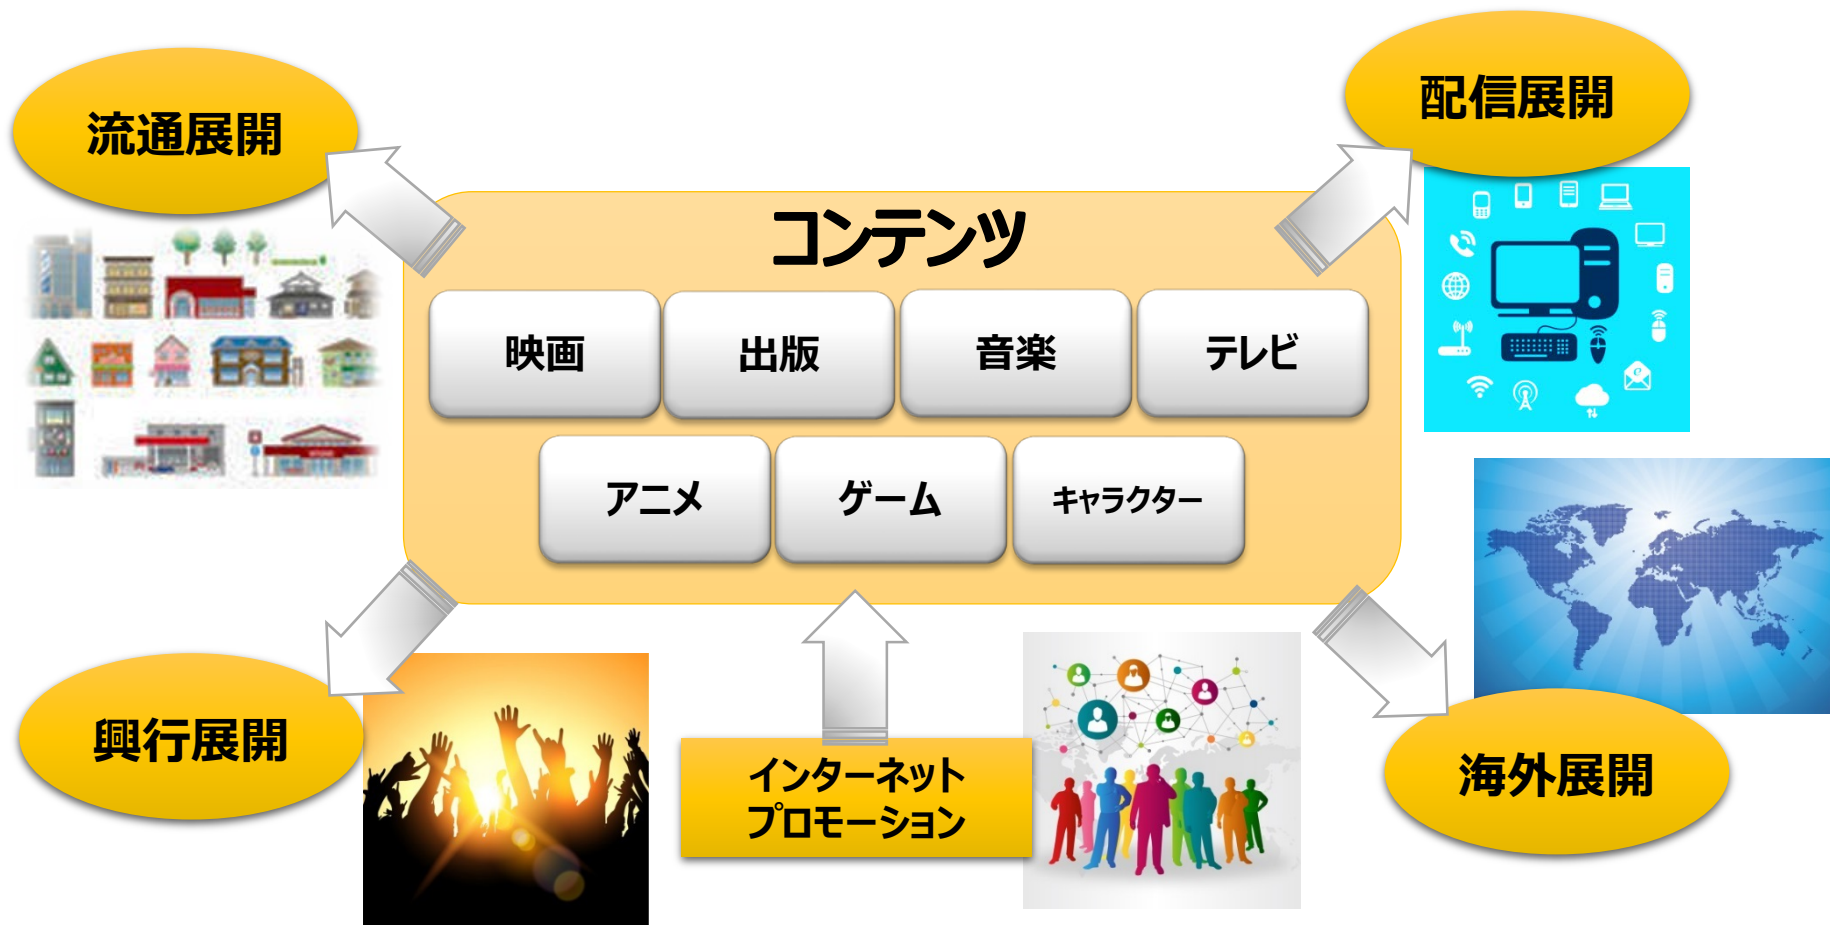 流通展開
配信展開
コンテンツ
映画
出版
音楽
テレビ
アニメ
ゲーム
キャラクター
興行展開
インターネット
プロモーション
海外展開